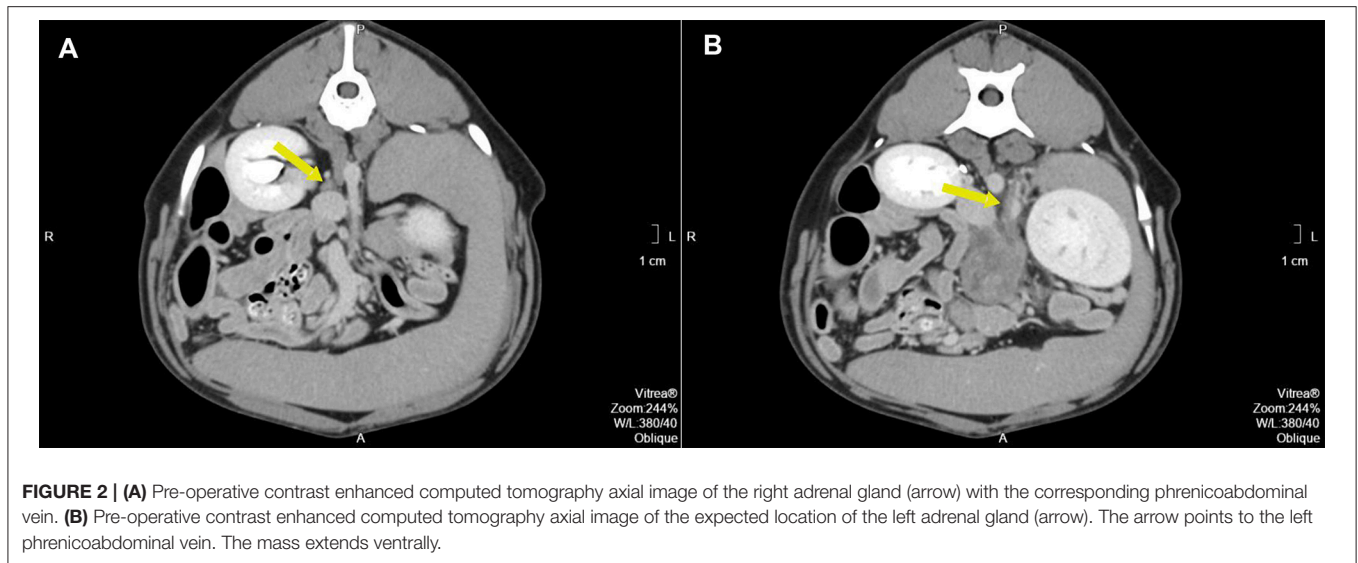 A
P
R
L
1 cm
Vitrea®
Zoom:244%
W/L:380/40
Oblique
A
B
P
R
L
1 cm
Vitrea®
Zoom:244%
W/L:380/40
Oblique
A
FIGURE 2 | (A) Pre-operative contrast enhanced computed tomography axial image of the right adrenal gland (arrow) with the corresponding phrenicoabdominal
vein. (B) Pre-operative contrast enhanced computed tomography axial image of the expected location of the left adrenal gland (arrow). The arrow points to the left
phrenicoabdominal vein. The mass extends ventrally.